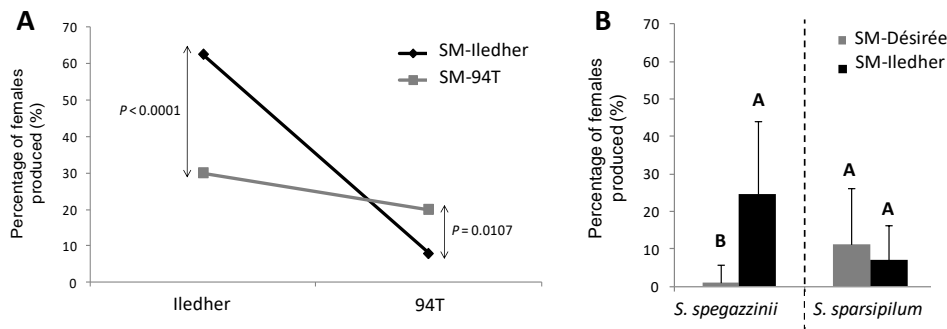 A
Percentage of females
produced (%)
70
60
50
40
30
20
10
0
P < 0.0001
SM-Iledher
SM-94T
P = 0.0107
Iledher
94T
B
Percentage of females
produced (%)
70
60
50
40
30
20
10
0
SM-Désirée
SM-Iledher
B
A
A
A
S. spegazzinii
S. sparsipilum